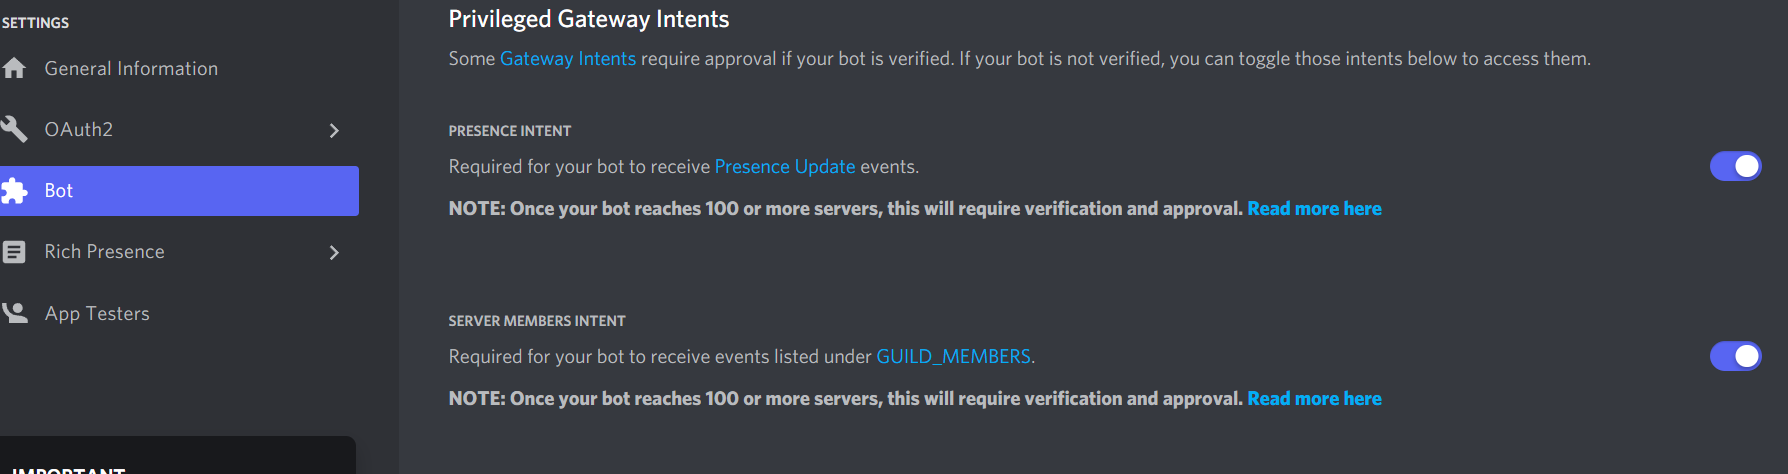 SETTINGS
General Information
OAuth2
Bot
Rich Presence
App Testers
IMPORTANT
Privileged Gateway Intents
Some Gateway Intents require approval if your bot is verified. If your bot is not verified, you can toggle those intents below to access them.
PRESENCE INTENT
Required for your bot to receive Presence Update events.
NOTE: Once your bot reaches 100 or more servers, this will require verification and approval. Read more here
SERVER MEMBERS INTENT
Required for your bot to receive events listed under GUILD_MEMBERS.
NOTE: Once your bot reaches 100 or more servers, this will require verification and approval. Read more here